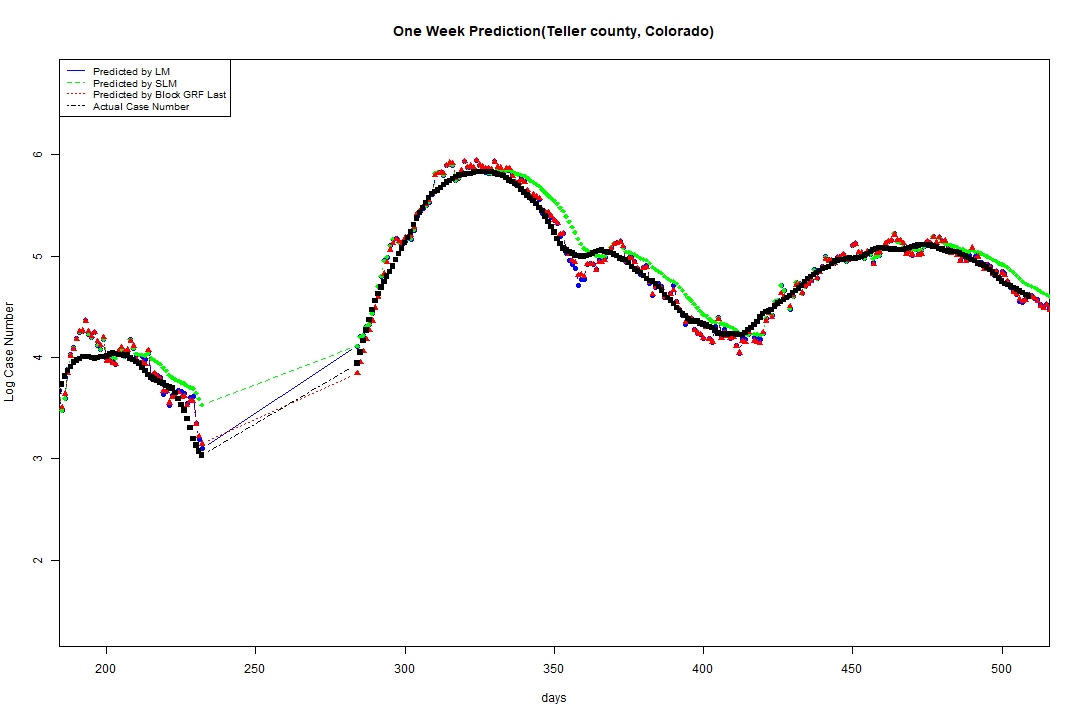 One Week Prediction(Teller county, Colorado)
Predicted by LM
Predicted by SLM
Predicted by Block GRF Last
Actual Case Number
Log Case Number
6
5
4
3
2
200 250 300 350 400 450 500
days